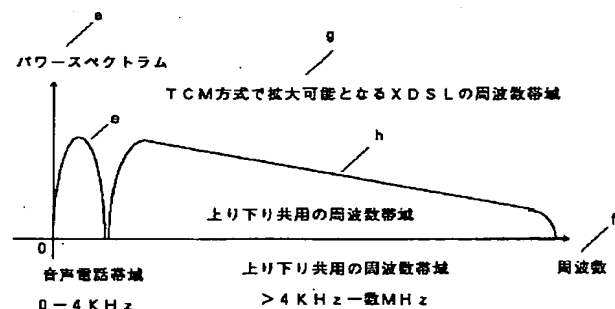 a
g
パワースペクトラム
TCM方式で拡大可能となるXDSLの周波数帯域
e
h
上り下り共用の周波数帯域
f
0
音声電話帯域
上り下り共用の周波数帯域
周波数
0－4KHz
＞4KHz－数MHz